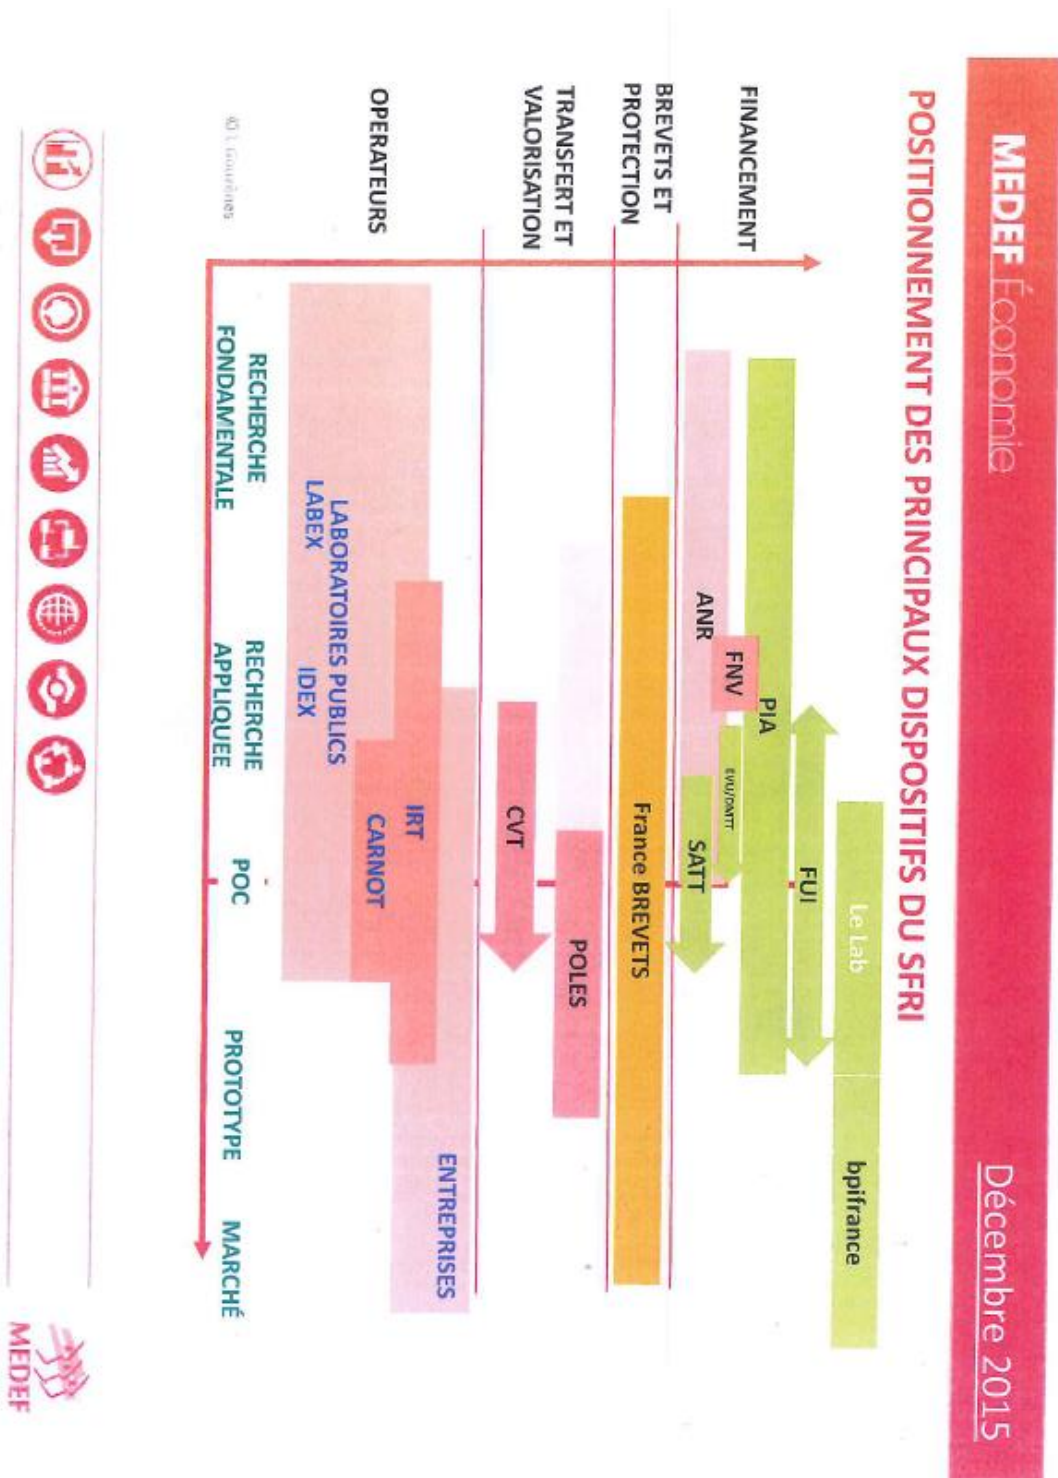 MEDEF Économie
Décembre 2015
POSITIONNEMENT DES PRINCIPAUX DISPOSITIFS DU SFRI
FINANCEMENT
Le Lab
bpifrance
FUI
PIA
FNV
EVU/DMTT
ANR
SATT
BREVETS ET
PROTECTION
France BREVETS
TRANSFERT ET
VALORISATION
POLES
CVT
OPERATEURS
ENTREPRISES
IRT
CARNOT
LABORATOIRES PUBLICS
LABEX
IDEX
RECHERCHE
FONDAMENTALE
RECHERCHE
APPLIQUEE
POC
PROTOTYPE
MARCHÉ
MEDEF